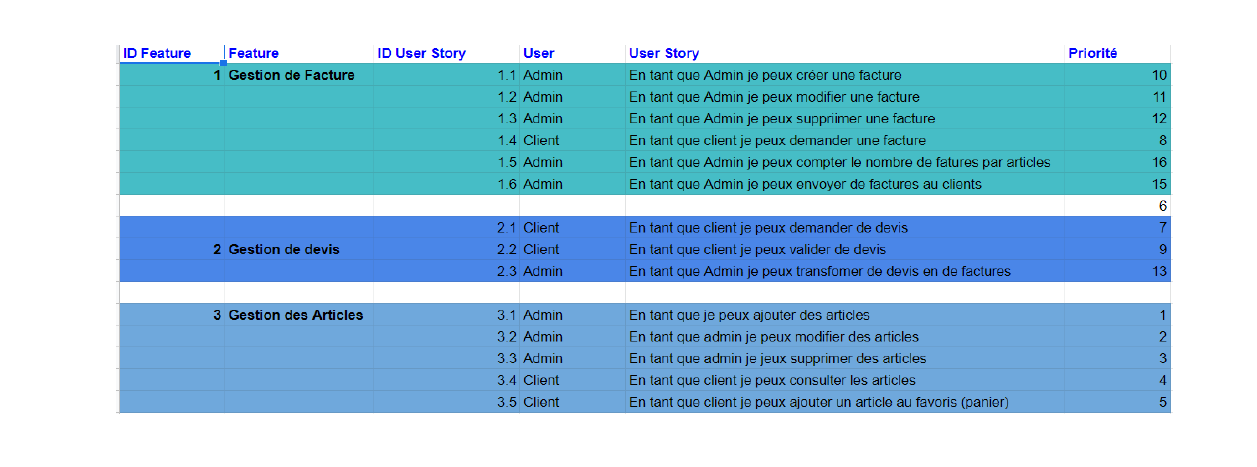 ID Feature Feature ID User Story User User Story Priorité
1 Gestion de Facture 1.1 Admin En tant que Admin je peux créer une facture 10
1.2 Admin En tant que Admin je peux modifier une facture 11
1.3 Admin En tant que Admin je peux suppriimer une facture 12
1.4 Client En tant que client je peux demander une facture 8
1.5 Admin En tant que Admin je peux compter le nombre de fatures par articles 16
1.6 Admin En tant que Admin je peux envoyer de factures au clients 15
6
2.1 Client En tant que client je peux demander de devis 7
2 Gestion de devis 2.2 Client En tant que client je peux valider de devis 9
2.3 Admin En tant que Admin je peux transfomer de devis en de factures 13
3 Gestion des Articles 3.1 Admin En tant que je peux ajouter des articles 1
3.2 Admin En tant que admin je peux modifier des articles 2
3.3 Admin En tant que admin je jeux supprimer des articles 3
3.4 Client En tant que client je peux consulter les articles 4
3.5 Client En tant que client je peux ajouter un article au favoris (panier) 5